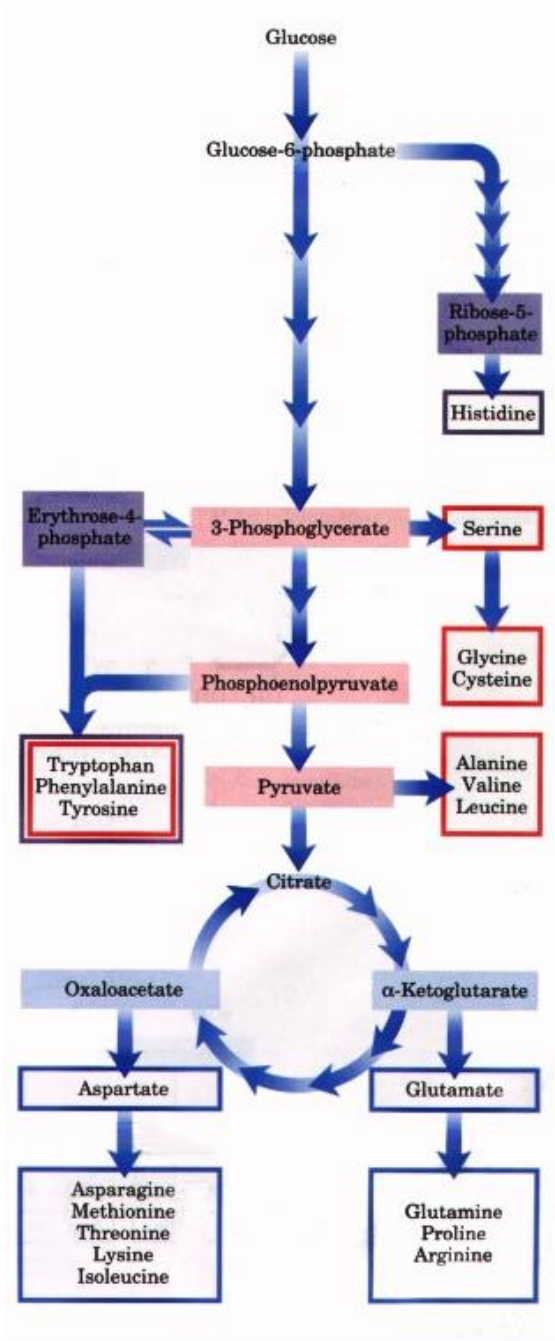 Glucose
Glucose-6-phosphate
Ribose-5-
phosphate
Histidine
Erythrose-4-
phosphate
3-Phosphoglycerate
Serine
Glycine
Cysteine
Phosphoenolpyruvate
Tryptophan
Phenylalanine
Tyrosine
Pyruvate
Alanine
Valine
Leucine
Citrate
Oxaloacetate
α-Ketoglutarate
Aspartate
Glutamate
Asparagine
Methionine
Threonine
Lysine
Isoleucine
Glutamine
Proline
Arginine